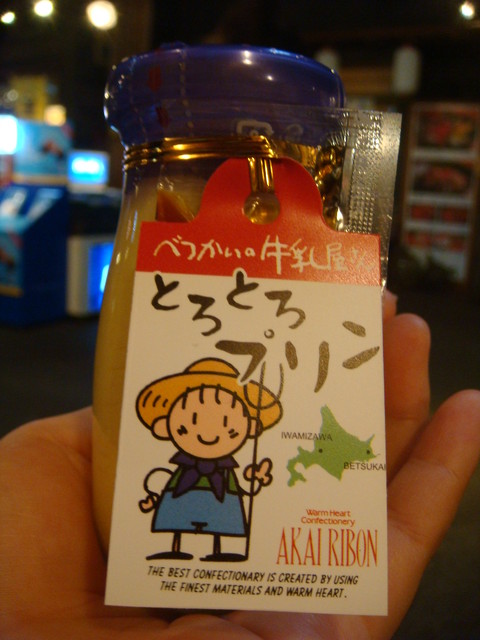 べつかいの牛乳屋さん
とろとろ
プリン
IWAMIZAWA
BETSUKAI
Warm Heart
Confectionery
AKAI RIBON
THE BEST CONFECTIONARY IS CREATED BY USING
THE FINEST MATERIALS AND WARM HEART.